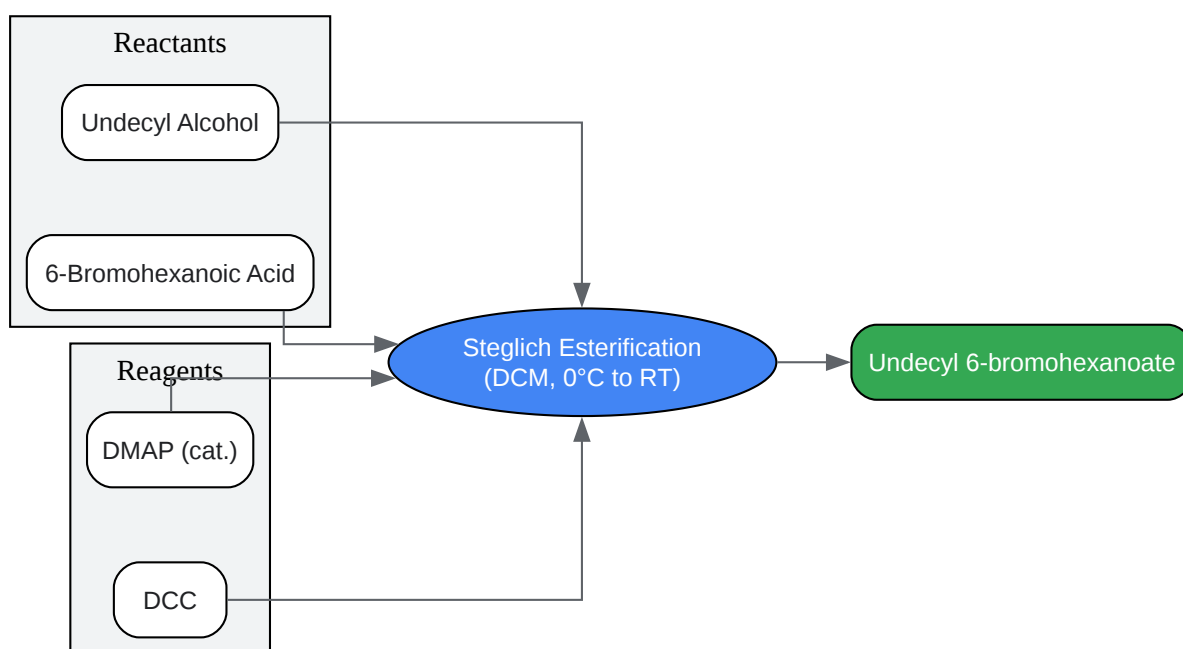 Reactants
Undecyl Alcohol
6-Bromohexanoic Acid
Reagents
DMAP (cat.)
DCC
Steglich Esterification
(DCM, 0°C to RT)
Undecyl 6-bromohexanoate